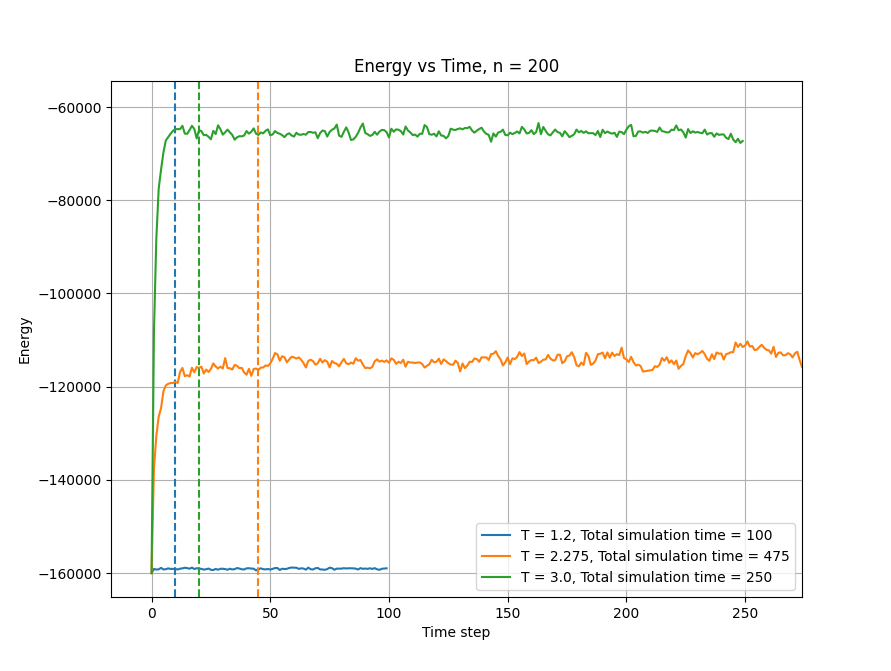 Energy vs Time, n = 200
−60000
−80000
−100000
−120000
−140000
−160000
Energy
0
50
100
150
200
250
Time step
T = 1.2, Total simulation time = 100
T = 2.275, Total simulation time = 475
T = 3.0, Total simulation time = 250